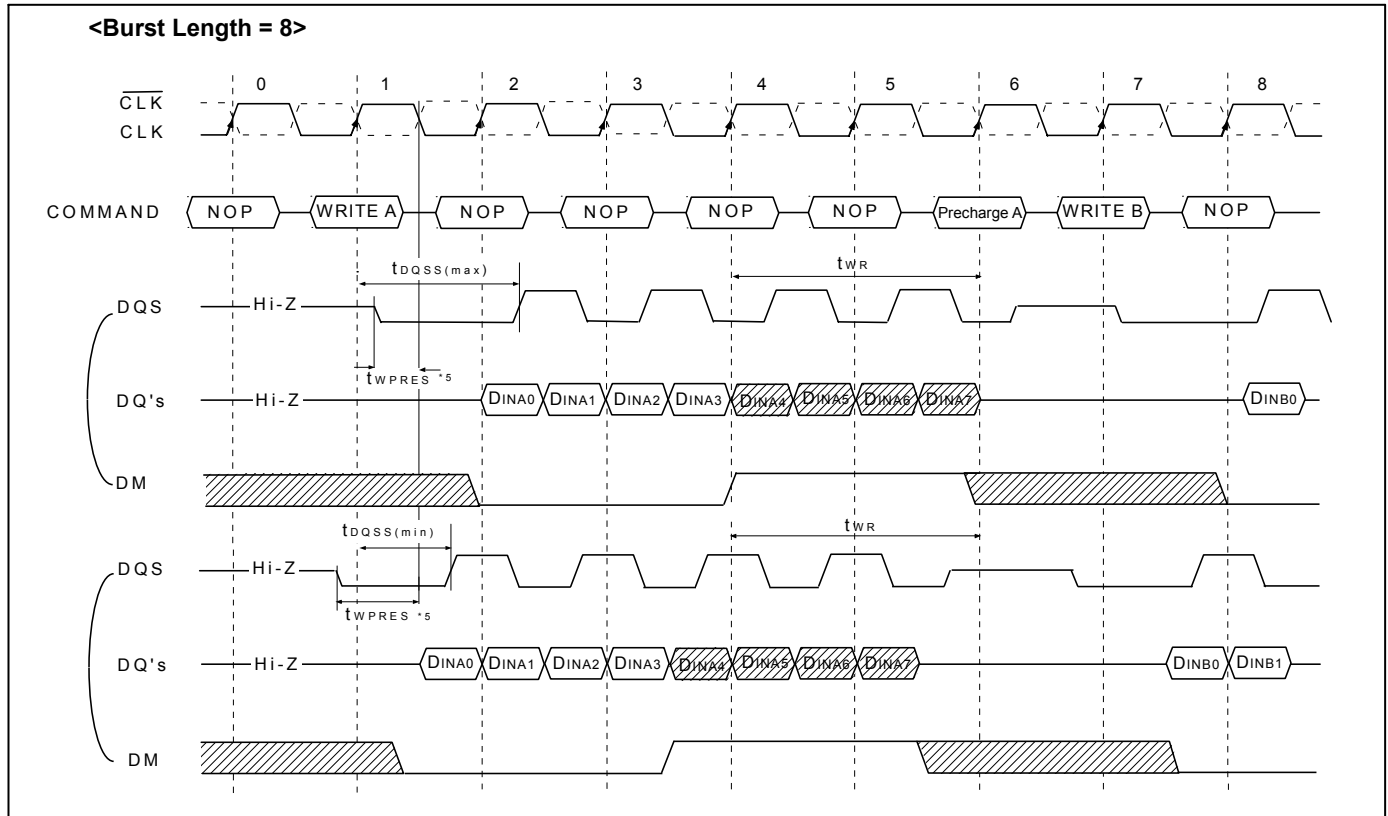 <Burst Length = 8>
0 1 2 3 4 5 6 7 8
CLK
CLK
COMMAND NOP WRITE A NOP NOP NOP NOP Precharge A WRITE B NOP
tDQSS(max) tWR
DQS Hi-Z
tWPRES *5
DQ's Hi-Z DINA0 DINA1 DINA2 DINA3 DINA4 DINA5 DINA6 DINA7 DINB0
DM
tDQSS(min) tWR
DQS Hi-Z
tWPRES *5
DQ's Hi-Z DINA0 DINA1 DINA2 DINA3 DINA4 DINA5 DINA6 DINA7 DINB0 DINB1
DM